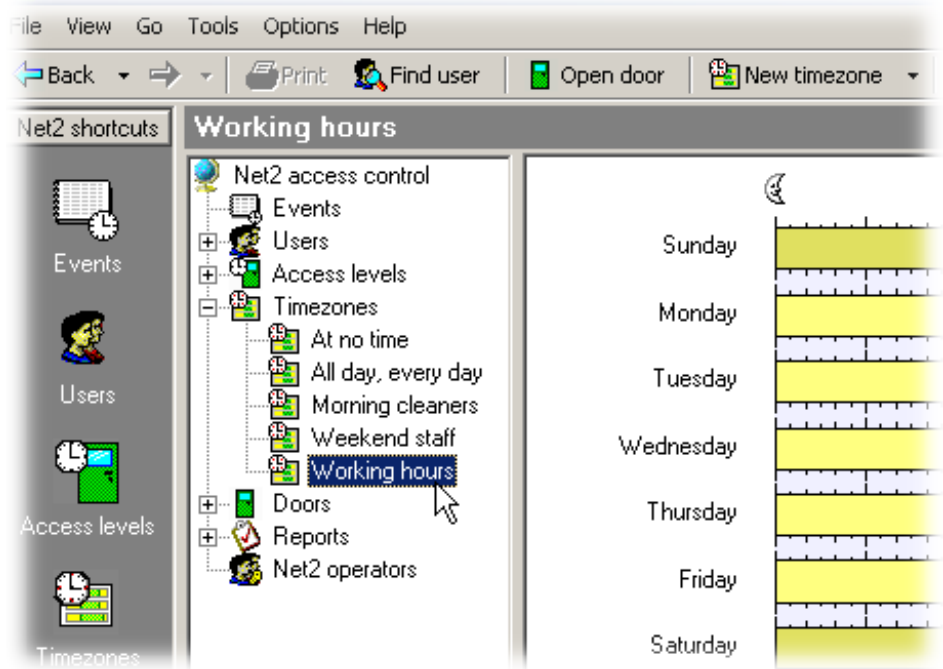 File View Go Tools Options Help
Back Print Find user Open door New timezone
Net2 shortcuts
Working hours
Events
Users
Access levels
Timezones
Net2 access control
Events
Users
Access levels
Timezones
At no time
All day, every day
Morning cleaners
Weekend staff
Working hours
Doors
Reports
Net2 operators
Sunday
Monday
Tuesday
Wednesday
Thursday
Friday
Saturday